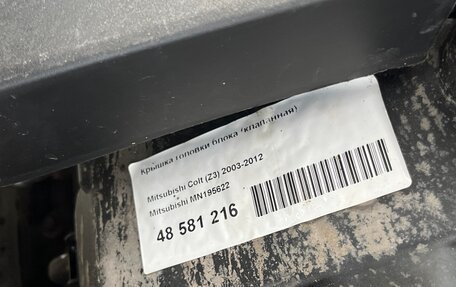 Крышка головки блока (клапанная)
Mitsubishi Colt (Z3) 2003-2012
Mitsubishi MN195622
48 581 216